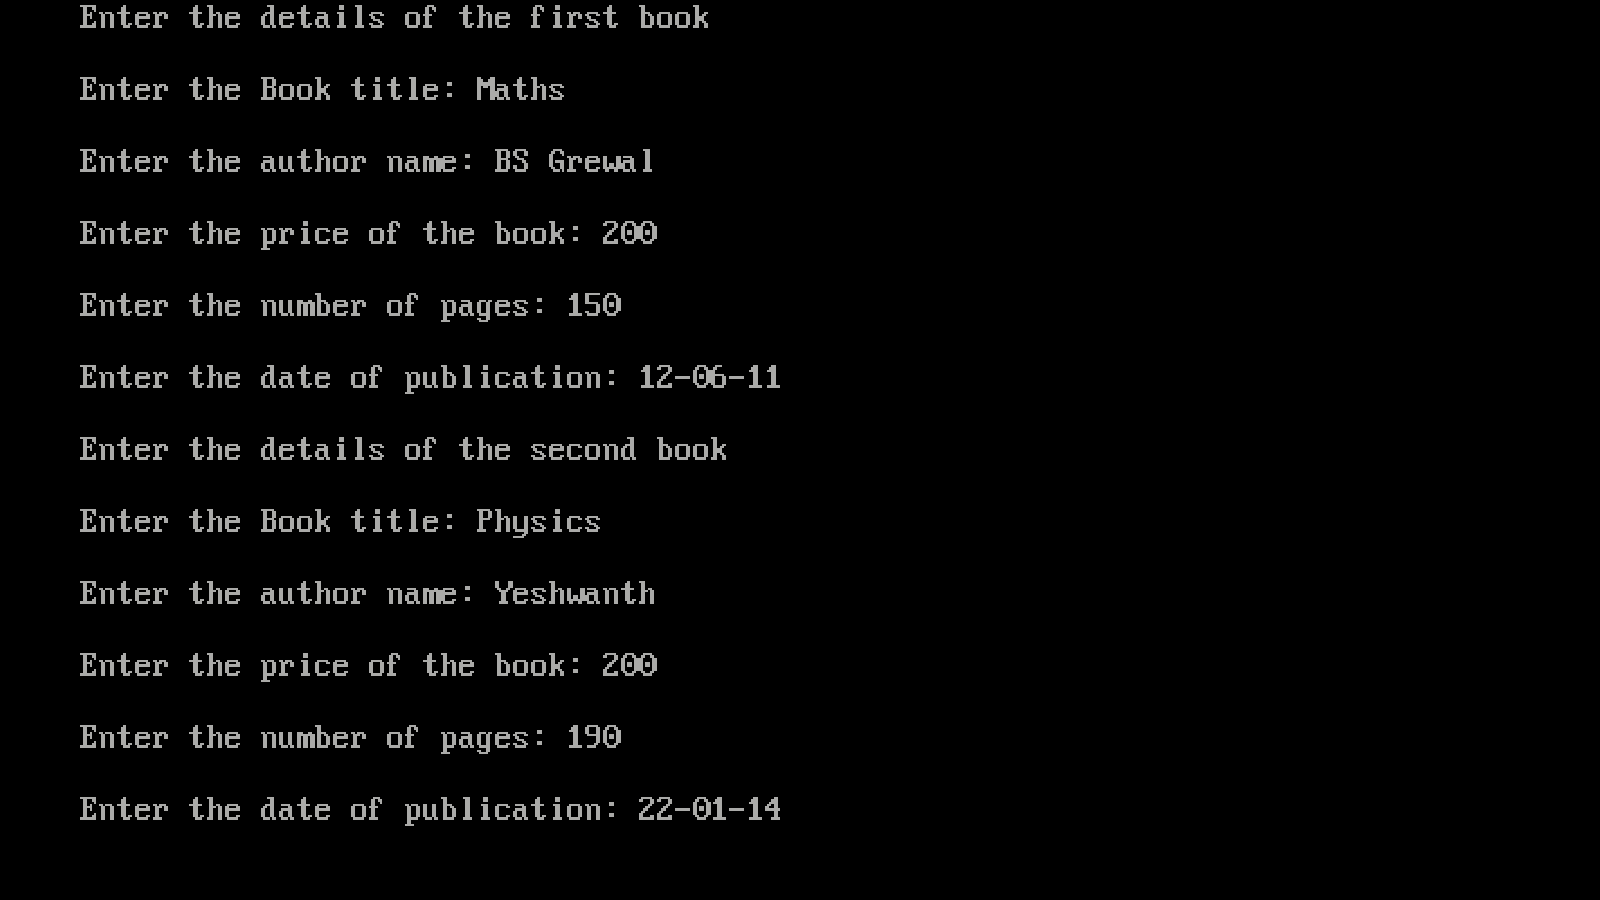 Enter the details of the first book
Enter the Book title: Maths
Enter the author name: BS Grewal
Enter the price of the book: 200
Enter the number of pages: 150
Enter the date of publication: 12-06-11
Enter the details of the second book
Enter the Book title: Physics
Enter the author name: Yeshwanth
Enter the price of the book: 200
Enter the number of pages: 190
Enter the date of publication: 22-01-14